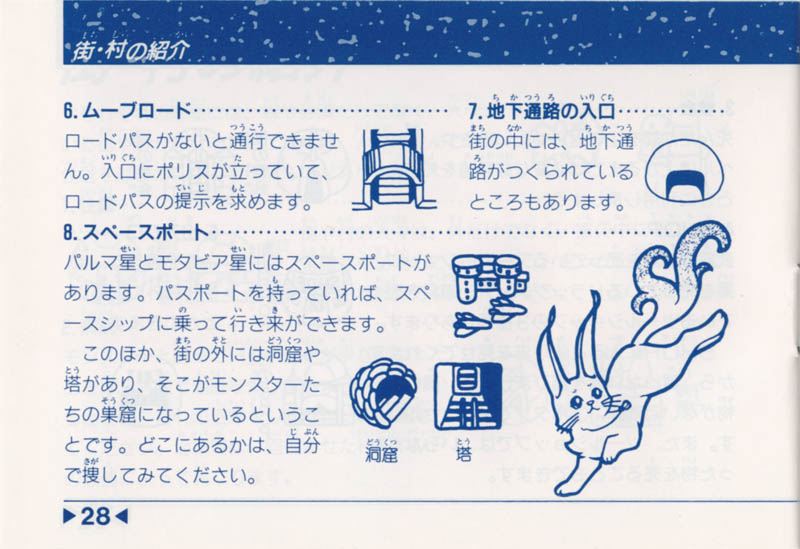 街・村の紹介
6.ムーブロード
ロードパスがないと通行できませ
ん。入口にポリスが立っていて、
ロードパスの提示を求めます。
7.地下通路の入口
街の中には、地下通
路がつくられている
ところもあります。
8.スペースポート
パルマ星とモタビア星にはスペースポートが
あります。パスポートを持っていれば、スペ
ースシップに乗って行き来ができます。
このほか、街の外には洞窟や
塔があり、そこがモンスターた
ちの巣窟になっているというこ
とです。どこにあるかは、自分
で捜してみてください。
洞窟
塔
28